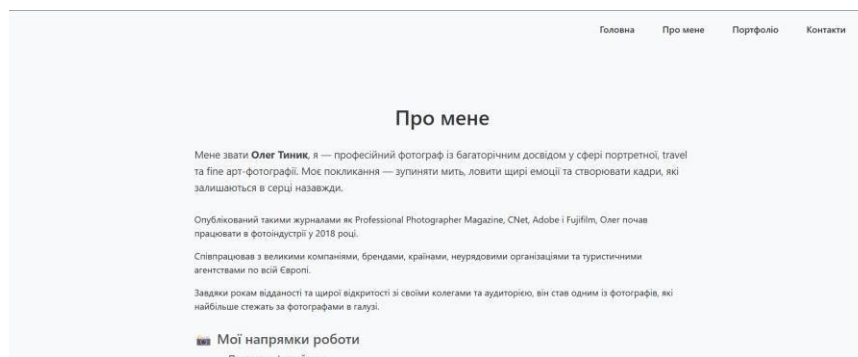 Головна Про мене Портфоліо Контакти
Про мене
Мене звати Олег Тиник, я — професійний фотограф із багаторічним досвідом у сфері портретної, travel
та fine арт-фотографії. Моє покликання — зупиняти мить, ловити щирі емоції та створювати кадри, які
залишаються в серці назавжди.
Опублікований такими журналами як Professional Photographer Magazine, CNet, Adobe і Fujifilm, Олег почав
працювати в фотоіндустрії у 2018 році.
Співпрацював з великими компаніями, брендами, країнами, неурядовими організаціями та туристичними
агентствами по всій Європі.
Завдяки рокам відданості та щирої відкритості зі своїми колегами та аудиторією, він став одним із фотографів, які
найбільше стежать за фотографами в галузі.
Мої напрямки роботи